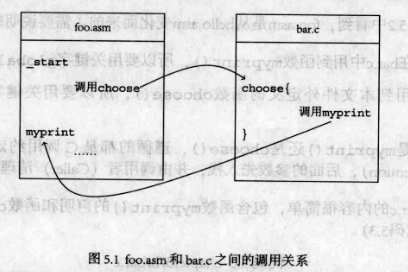 foo.asm
_start
调用choose
myprint
......
bar.c
choose{
调用myprint
}
图 5.1 foo.asm 和 bar.c 之间的调用关系